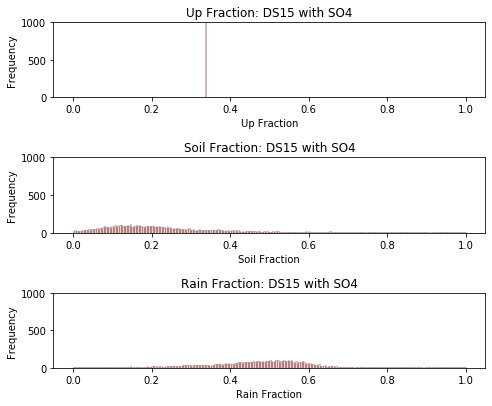 Up Fraction: DS15 with SO4
1000
500
0
Frequency
0.0 0.2 0.4 0.6 0.8 1.0
Up Fraction
Soil Fraction: DS15 with SO4
1000
500
0
Frequency
0.0 0.2 0.4 0.6 0.8 1.0
Soil Fraction
Rain Fraction: DS15 with SO4
1000
500
0
Frequency
0.0 0.2 0.4 0.6 0.8 1.0
Rain Fraction